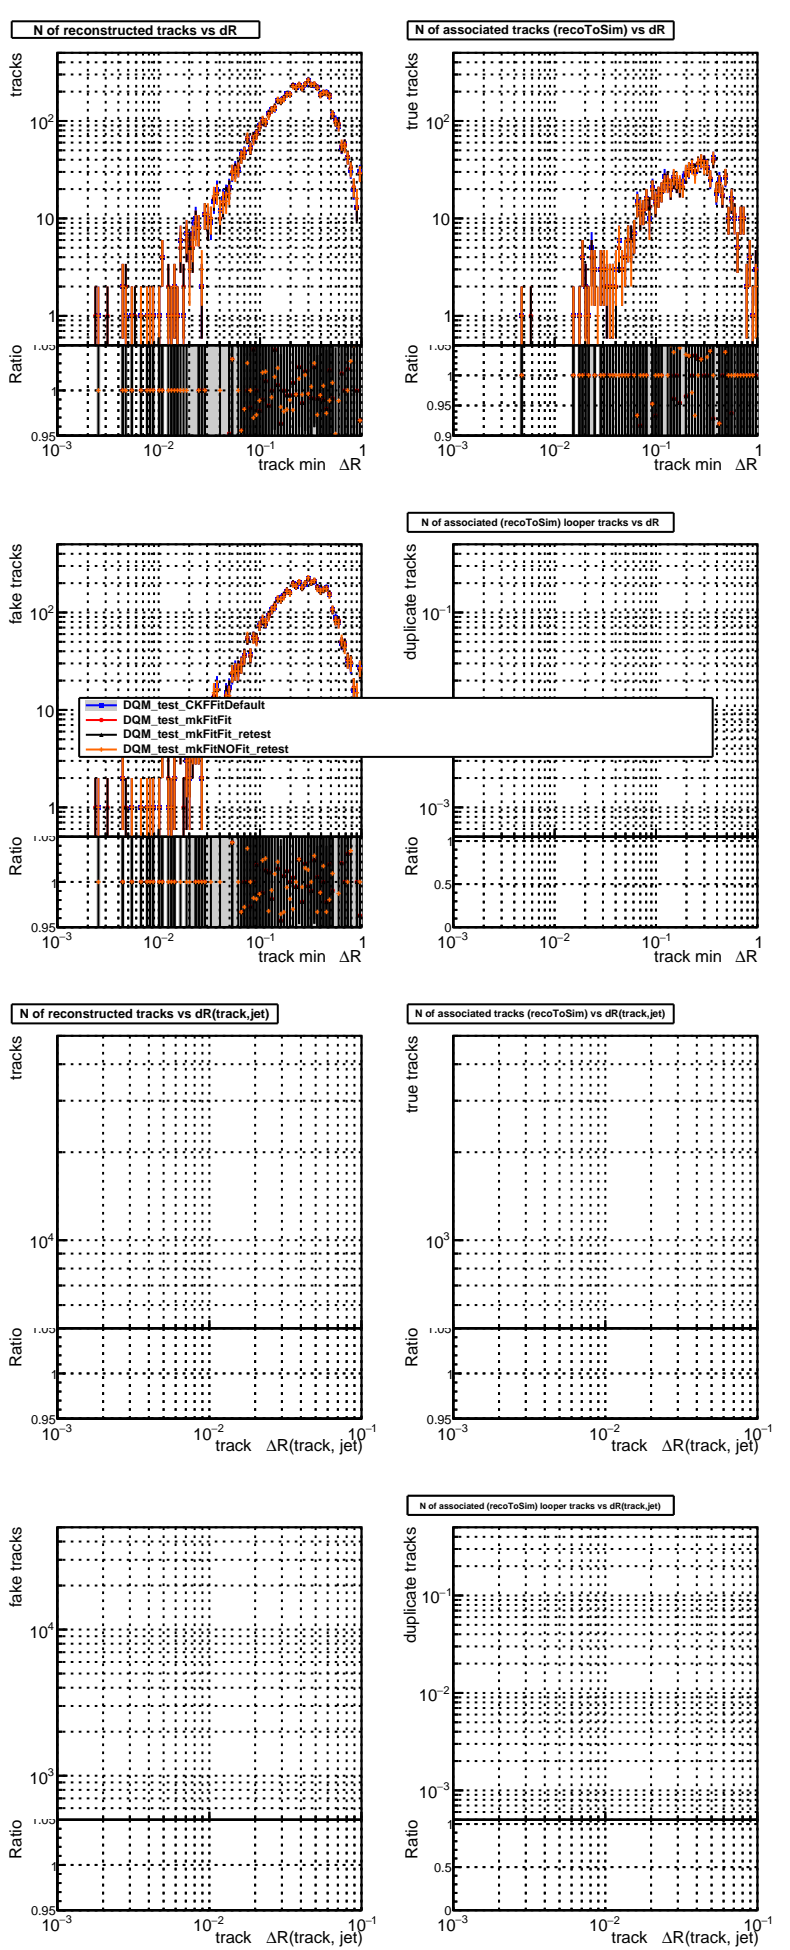 N of reconstructed tracks vs dR
N of associated tracks (recoToSim) vs dR
tracks
10²
10
1
Ratio
1.05
1
0.95
10⁻³ 10⁻² 10⁻¹ 1
track min ΔR
true tracks
10²
10
1
Ratio
1.05
1
0.95
0.9
10⁻³ 10⁻² 10⁻¹ 1
track min ΔR
N of associated (recoToSim) looper tracks vs dR
fake tracks
10²
10
1
Ratio
1.05
1
0.95
10⁻³ 10⁻² 10⁻¹ 1
track min ΔR
duplicate tracks
10⁻¹
10⁻³
Ratio
1
0.5
0
10⁻³ 10⁻² 10⁻¹ 1
track min ΔR
DQM_test_CKFFitDefault
DQM_test_mkFitFit
DQM_test_mkFitFit_retest
DQM_test_mkFitNOFit_retest
N of reconstructed tracks vs dR(track,jet)
N of associated tracks (recoToSim) vs dR(track,jet)
tracks
10⁴
Ratio
1.05
1
0.95
10⁻³ 10⁻² 10⁻¹
track ΔR(track, jet)
true tracks
10³
Ratio
1.05
1
0.95
10⁻³ 10⁻² 10⁻¹
track ΔR(track, jet)
N of associated (recoToSim) looper tracks vs dR(track,jet)
fake tracks
10⁴
10³
Ratio
1.05
1
0.95
10⁻³ 10⁻² 10⁻¹
track ΔR(track, jet)
duplicate tracks
10⁻¹
10⁻²
10⁻³
Ratio
1
0.5
0
10⁻³ 10⁻² 10⁻¹
track ΔR(track, jet)